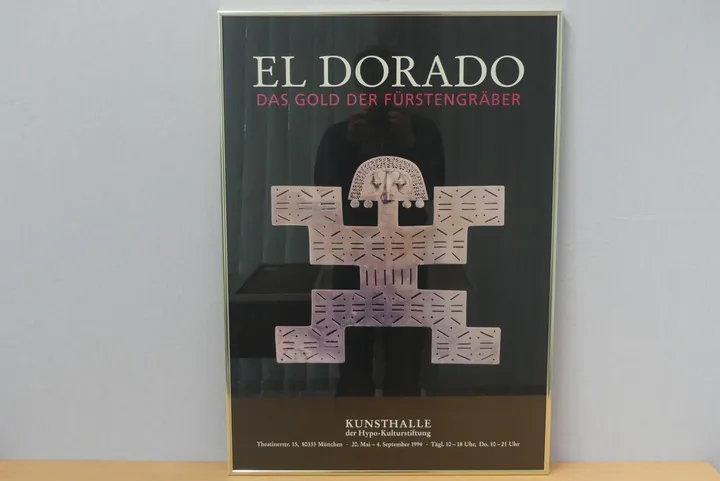 EL DORADO
DAS GOLD DER FÜRSTENGRÄBER
KUNSTHALLE
der Hypo-Kulturstiftung
Theatinerstr. 15, 80333 München · 20. Mai – 4. September 1994 · Tägl. 10 – 18 Uhr, Do. 10 – 21 Uhr